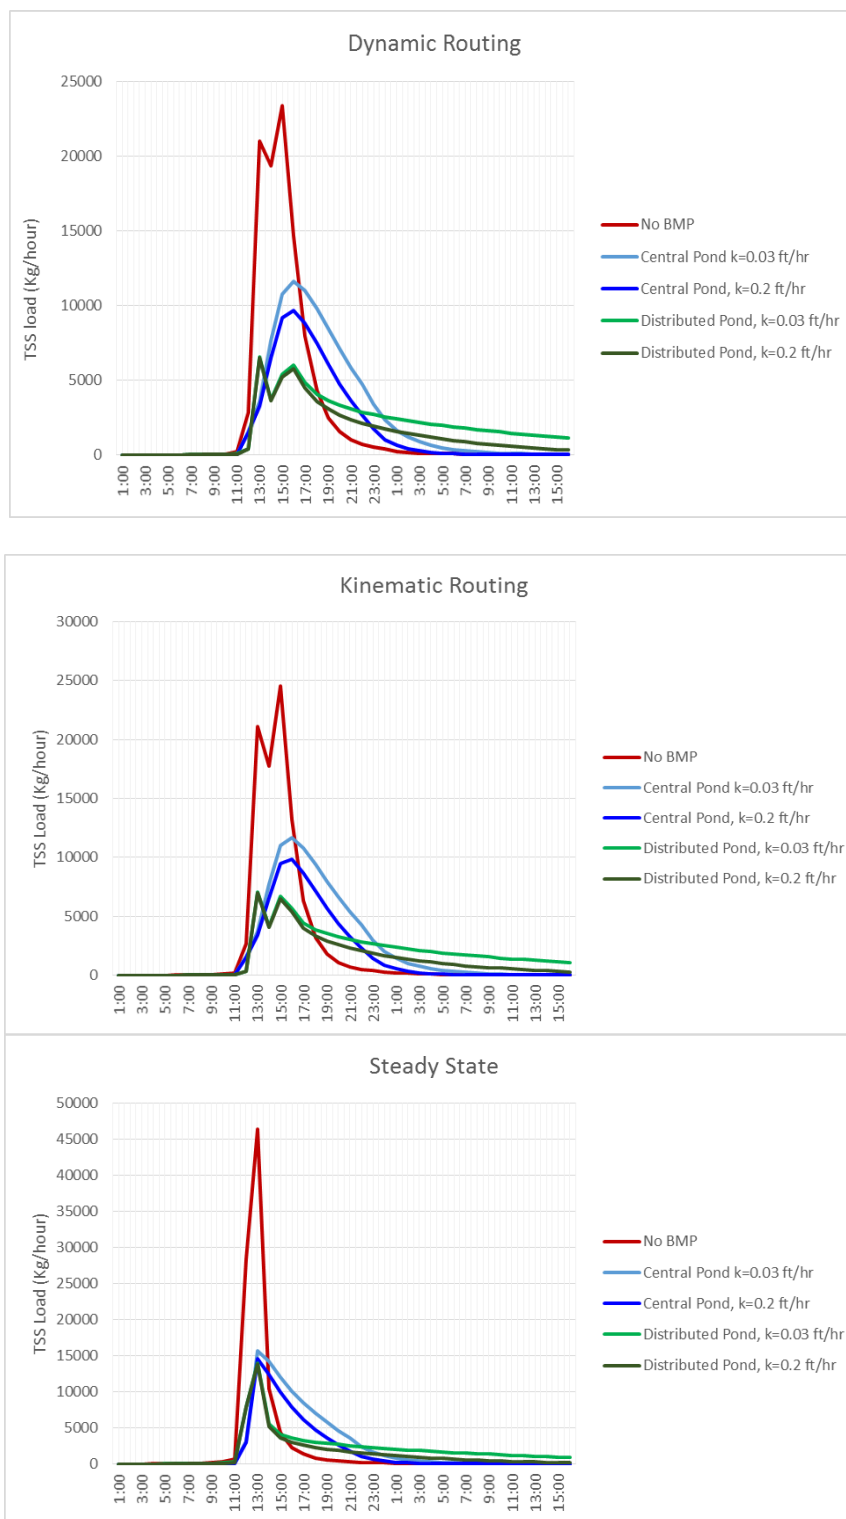 Dynamic Routing
25000
20000
15000
10000
5000
0
TSS load (Kg/hour)
1:00 3:00 5:00 7:00 9:00 11:00 13:00 15:00 17:00 19:00 21:00 23:00 1:00 3:00 5:00 7:00 9:00 11:00 13:00 15:00
No BMP
Central Pond k=0.03 ft/hr
Central Pond, k=0.2 ft/hr
Distributed Pond, k=0.03 ft/hr
Distributed Pond, k=0.2 ft/hr
Kinematic Routing
30000
25000
20000
15000
10000
5000
0
TSS Load (Kg/hour)
1:00 3:00 5:00 7:00 9:00 11:00 13:00 15:00 17:00 19:00 21:00 23:00 1:00 3:00 5:00 7:00 9:00 11:00 13:00 15:00
No BMP
Central Pond k=0.03 ft/hr
Central Pond, k=0.2 ft/hr
Distributed Pond, k=0.03 ft/hr
Distributed Pond, k=0.2 ft/hr
Steady State
50000
45000
40000
35000
30000
25000
20000
15000
10000
5000
0
TSS Load (Kg/hour)
1:00 3:00 5:00 7:00 9:00 11:00 13:00 15:00 17:00 19:00 21:00 23:00 1:00 3:00 5:00 7:00 9:00 11:00 13:00 15:00
No BMP
Central Pond k=0.03 ft/hr
Central Pond, k=0.2 ft/hr
Distributed Pond, k=0.03 ft/hr
Distributed Pond, k=0.2 ft/hr